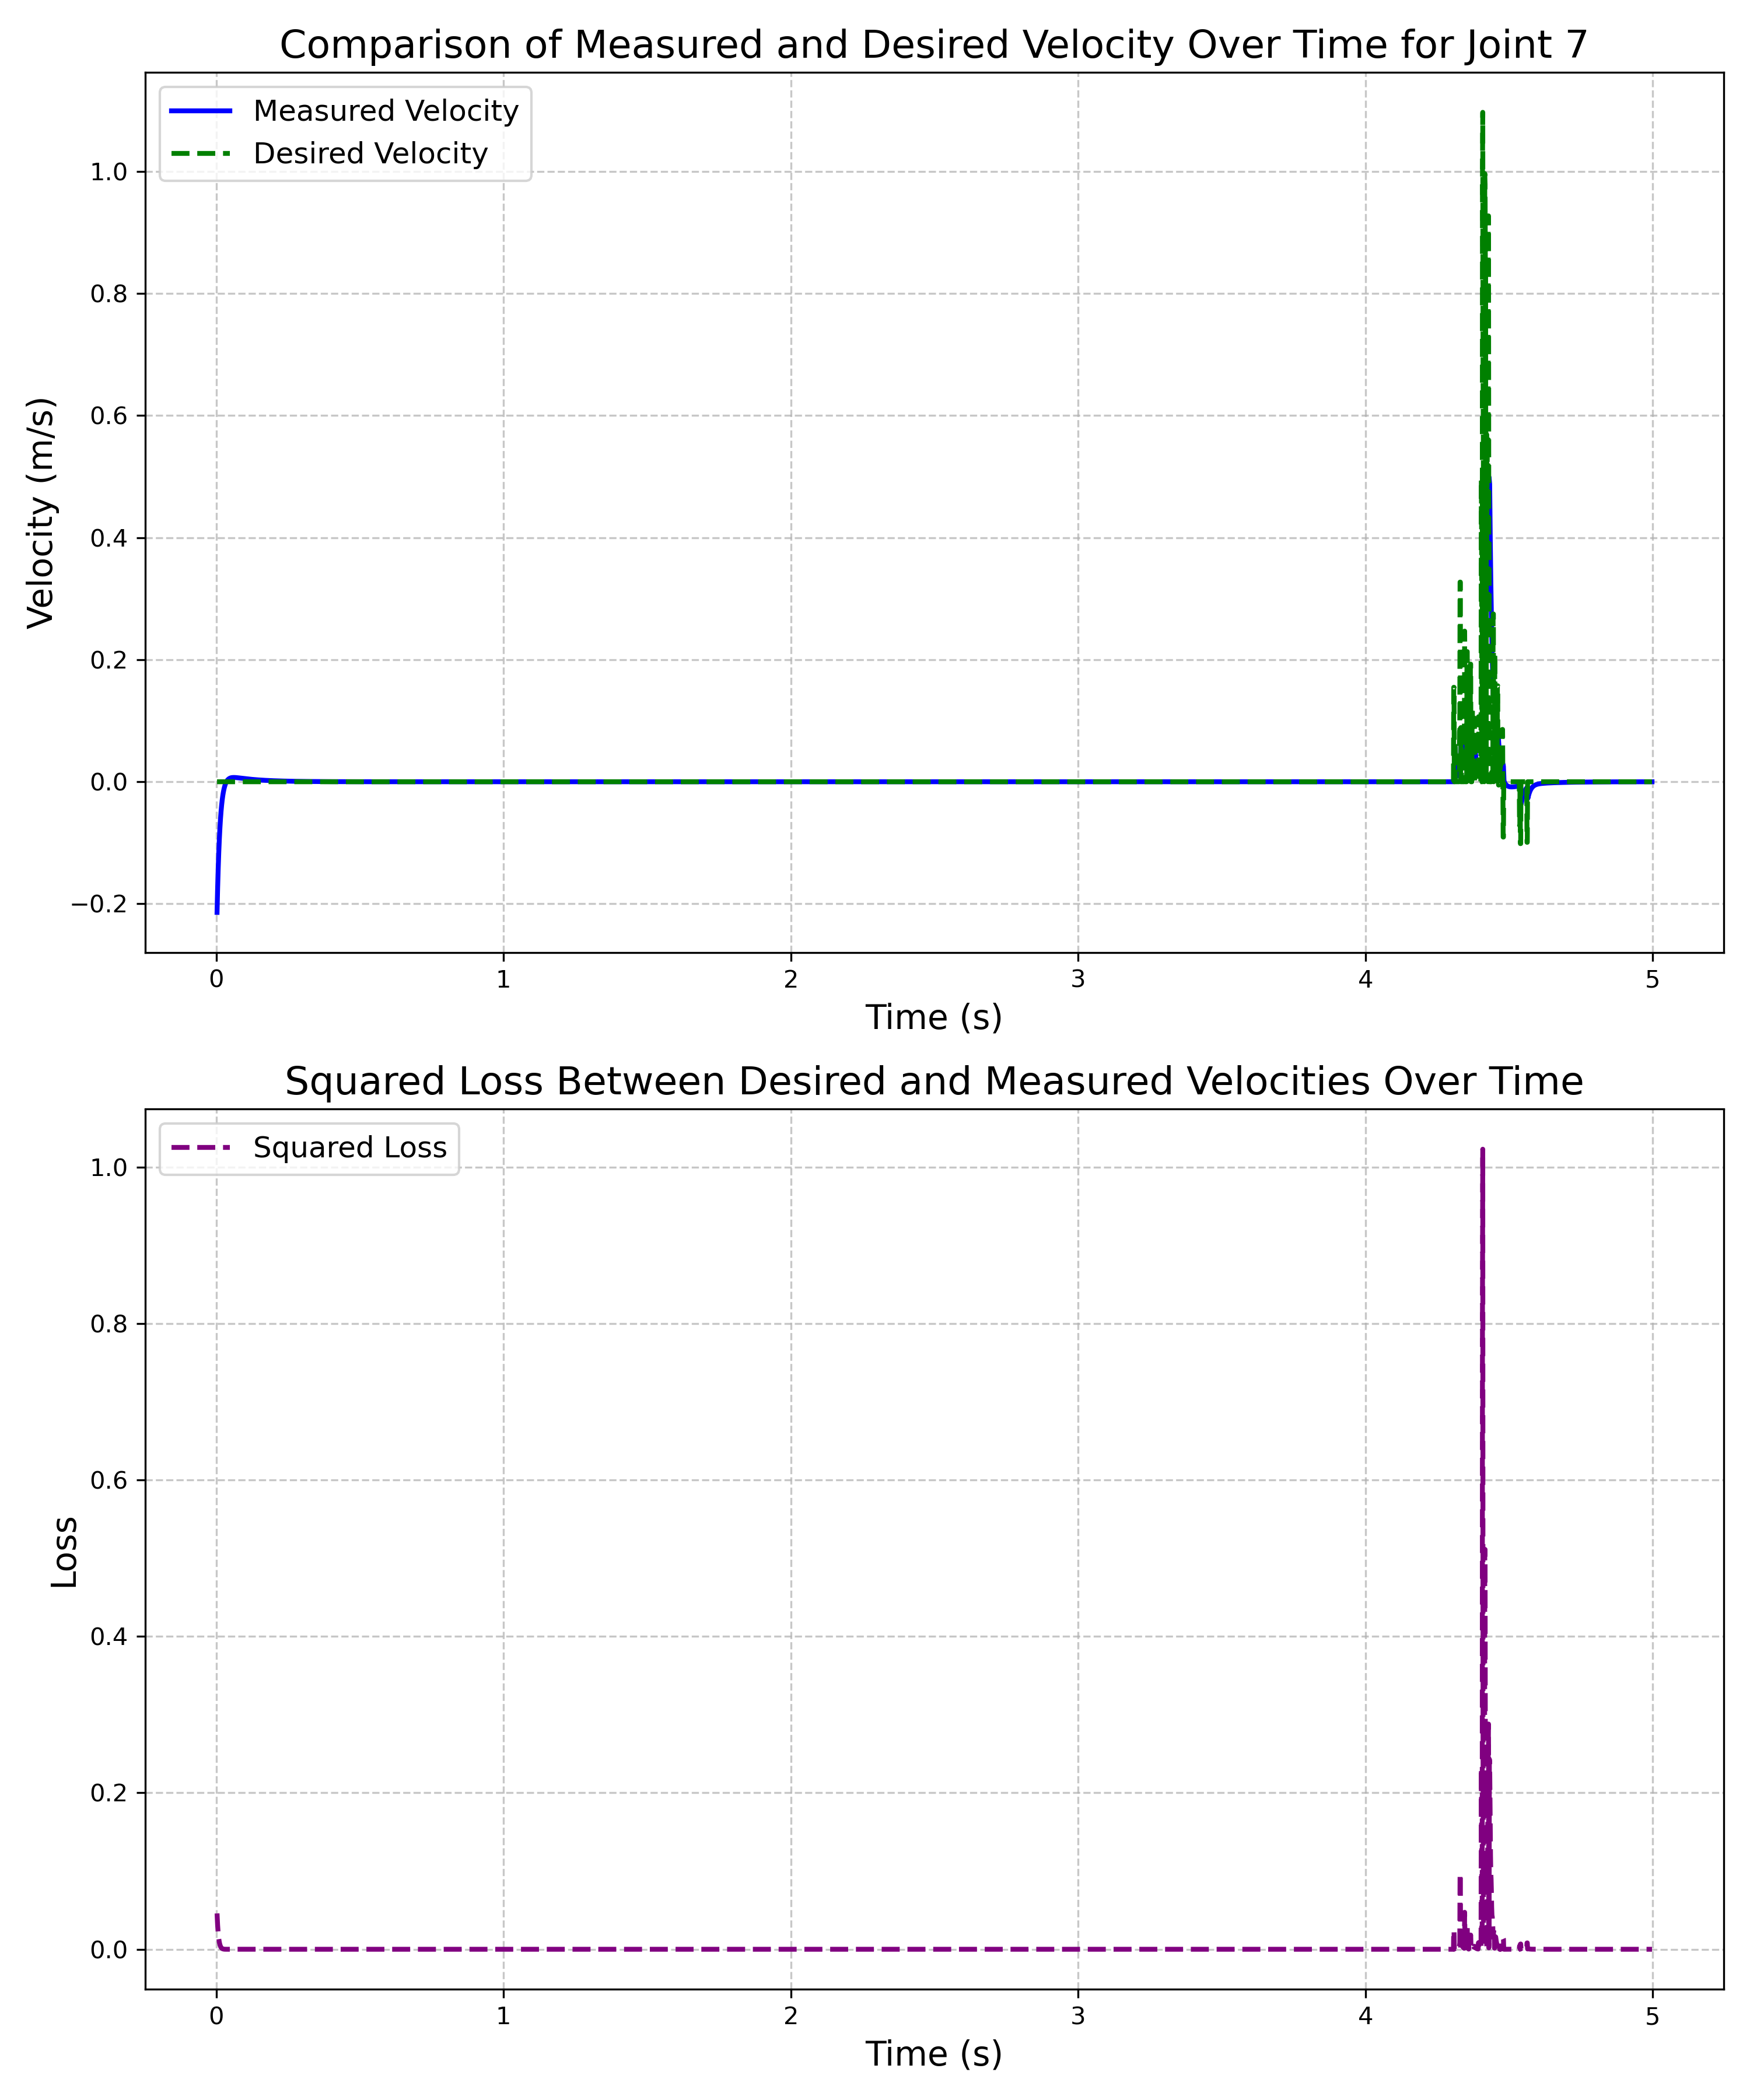 Comparison of Measured and Desired Velocity Over Time for Joint 7
Measured Velocity
Desired Velocity
Velocity (m/s)
1.0
0.8
0.6
0.4
0.2
0.0
−0.2
0 1 2 3 4 5
Time (s)
Squared Loss Between Desired and Measured Velocities Over Time
Squared Loss
Loss
1.0
0.8
0.6
0.4
0.2
0.0
0 1 2 3 4 5
Time (s)